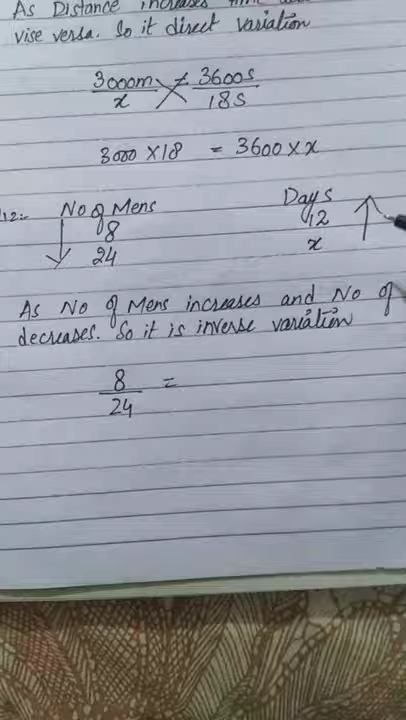 As Distance increases time
vise versa. So it direct variation
3000m = 3600s
x 18s
3000 × 18 = 3600 × x
12:- No of Mens Days
8 12
24 x
As No of Mens increases and No of
decreases. So it is inverse variation
8 =
24